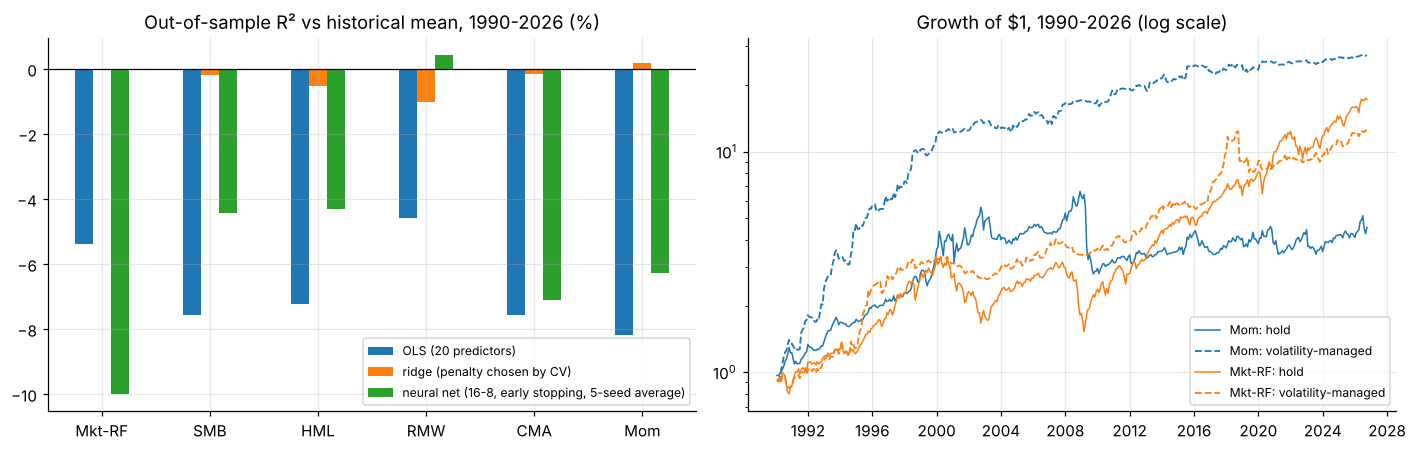 Out-of-sample R² vs historical mean, 1990-2026 (%)
0
−2
−4
−6
−8
−10
Mkt-RF
SMB
HML
RMW
CMA
Mom
OLS (20 predictors)
ridge (penalty chosen by CV)
neural net (16-8, early stopping, 5-seed average)
Growth of $1, 1990-2026 (log scale)
10¹
10⁰
1992
1996
2000
2004
2008
2012
2016
2020
2024
2028
Mom: hold
Mom: volatility-managed
Mkt-RF: hold
Mkt-RF: volatility-managed